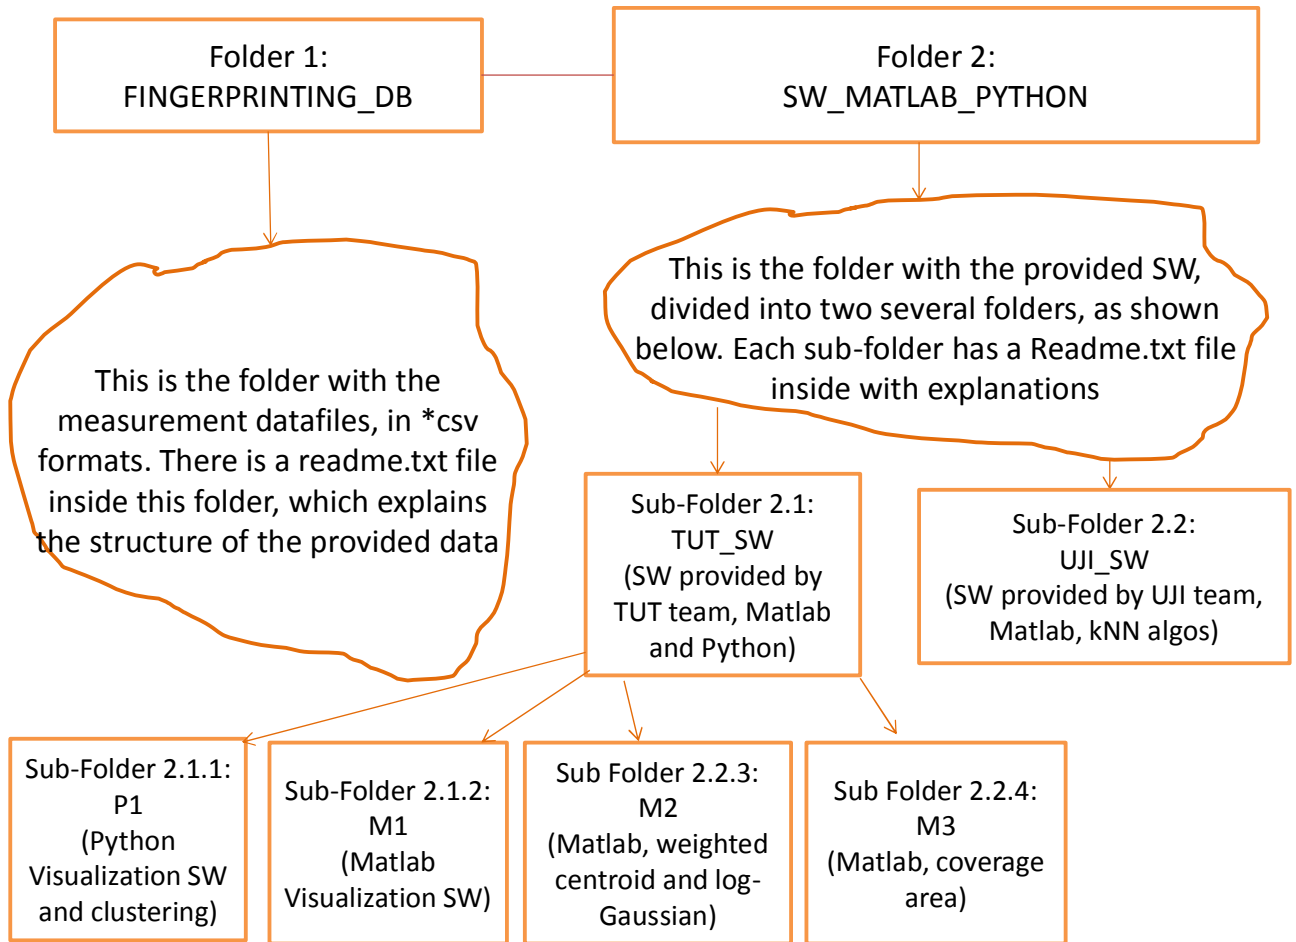 Folder 1:
FINGERPRINTING_DB
Folder 2:
SW_MATLAB_PYTHON
This is the folder with the
measurement datafiles, in *csv
formats. There is a readme.txt file
inside this folder, which explains
the structure of the provided data
This is the folder with the provided SW,
divided into two several folders, as shown
below. Each sub-folder has a Readme.txt file
inside with explanations
Sub-Folder 2.1:
TUT_SW
(SW provided by
TUT team, Matlab
and Python)
Sub-Folder 2.2:
UJI_SW
(SW provided by UJI team,
Matlab, kNN algos)
Sub-Folder 2.1.1:
P1
(Python
Visualization SW
and clustering)
Sub-Folder 2.1.2:
M1
(Matlab
Visualization SW)
Sub Folder 2.2.3:
M2
(Matlab, weighted
centroid and log-
Gaussian)
Sub Folder 2.2.4:
M3
(Matlab, coverage
area)